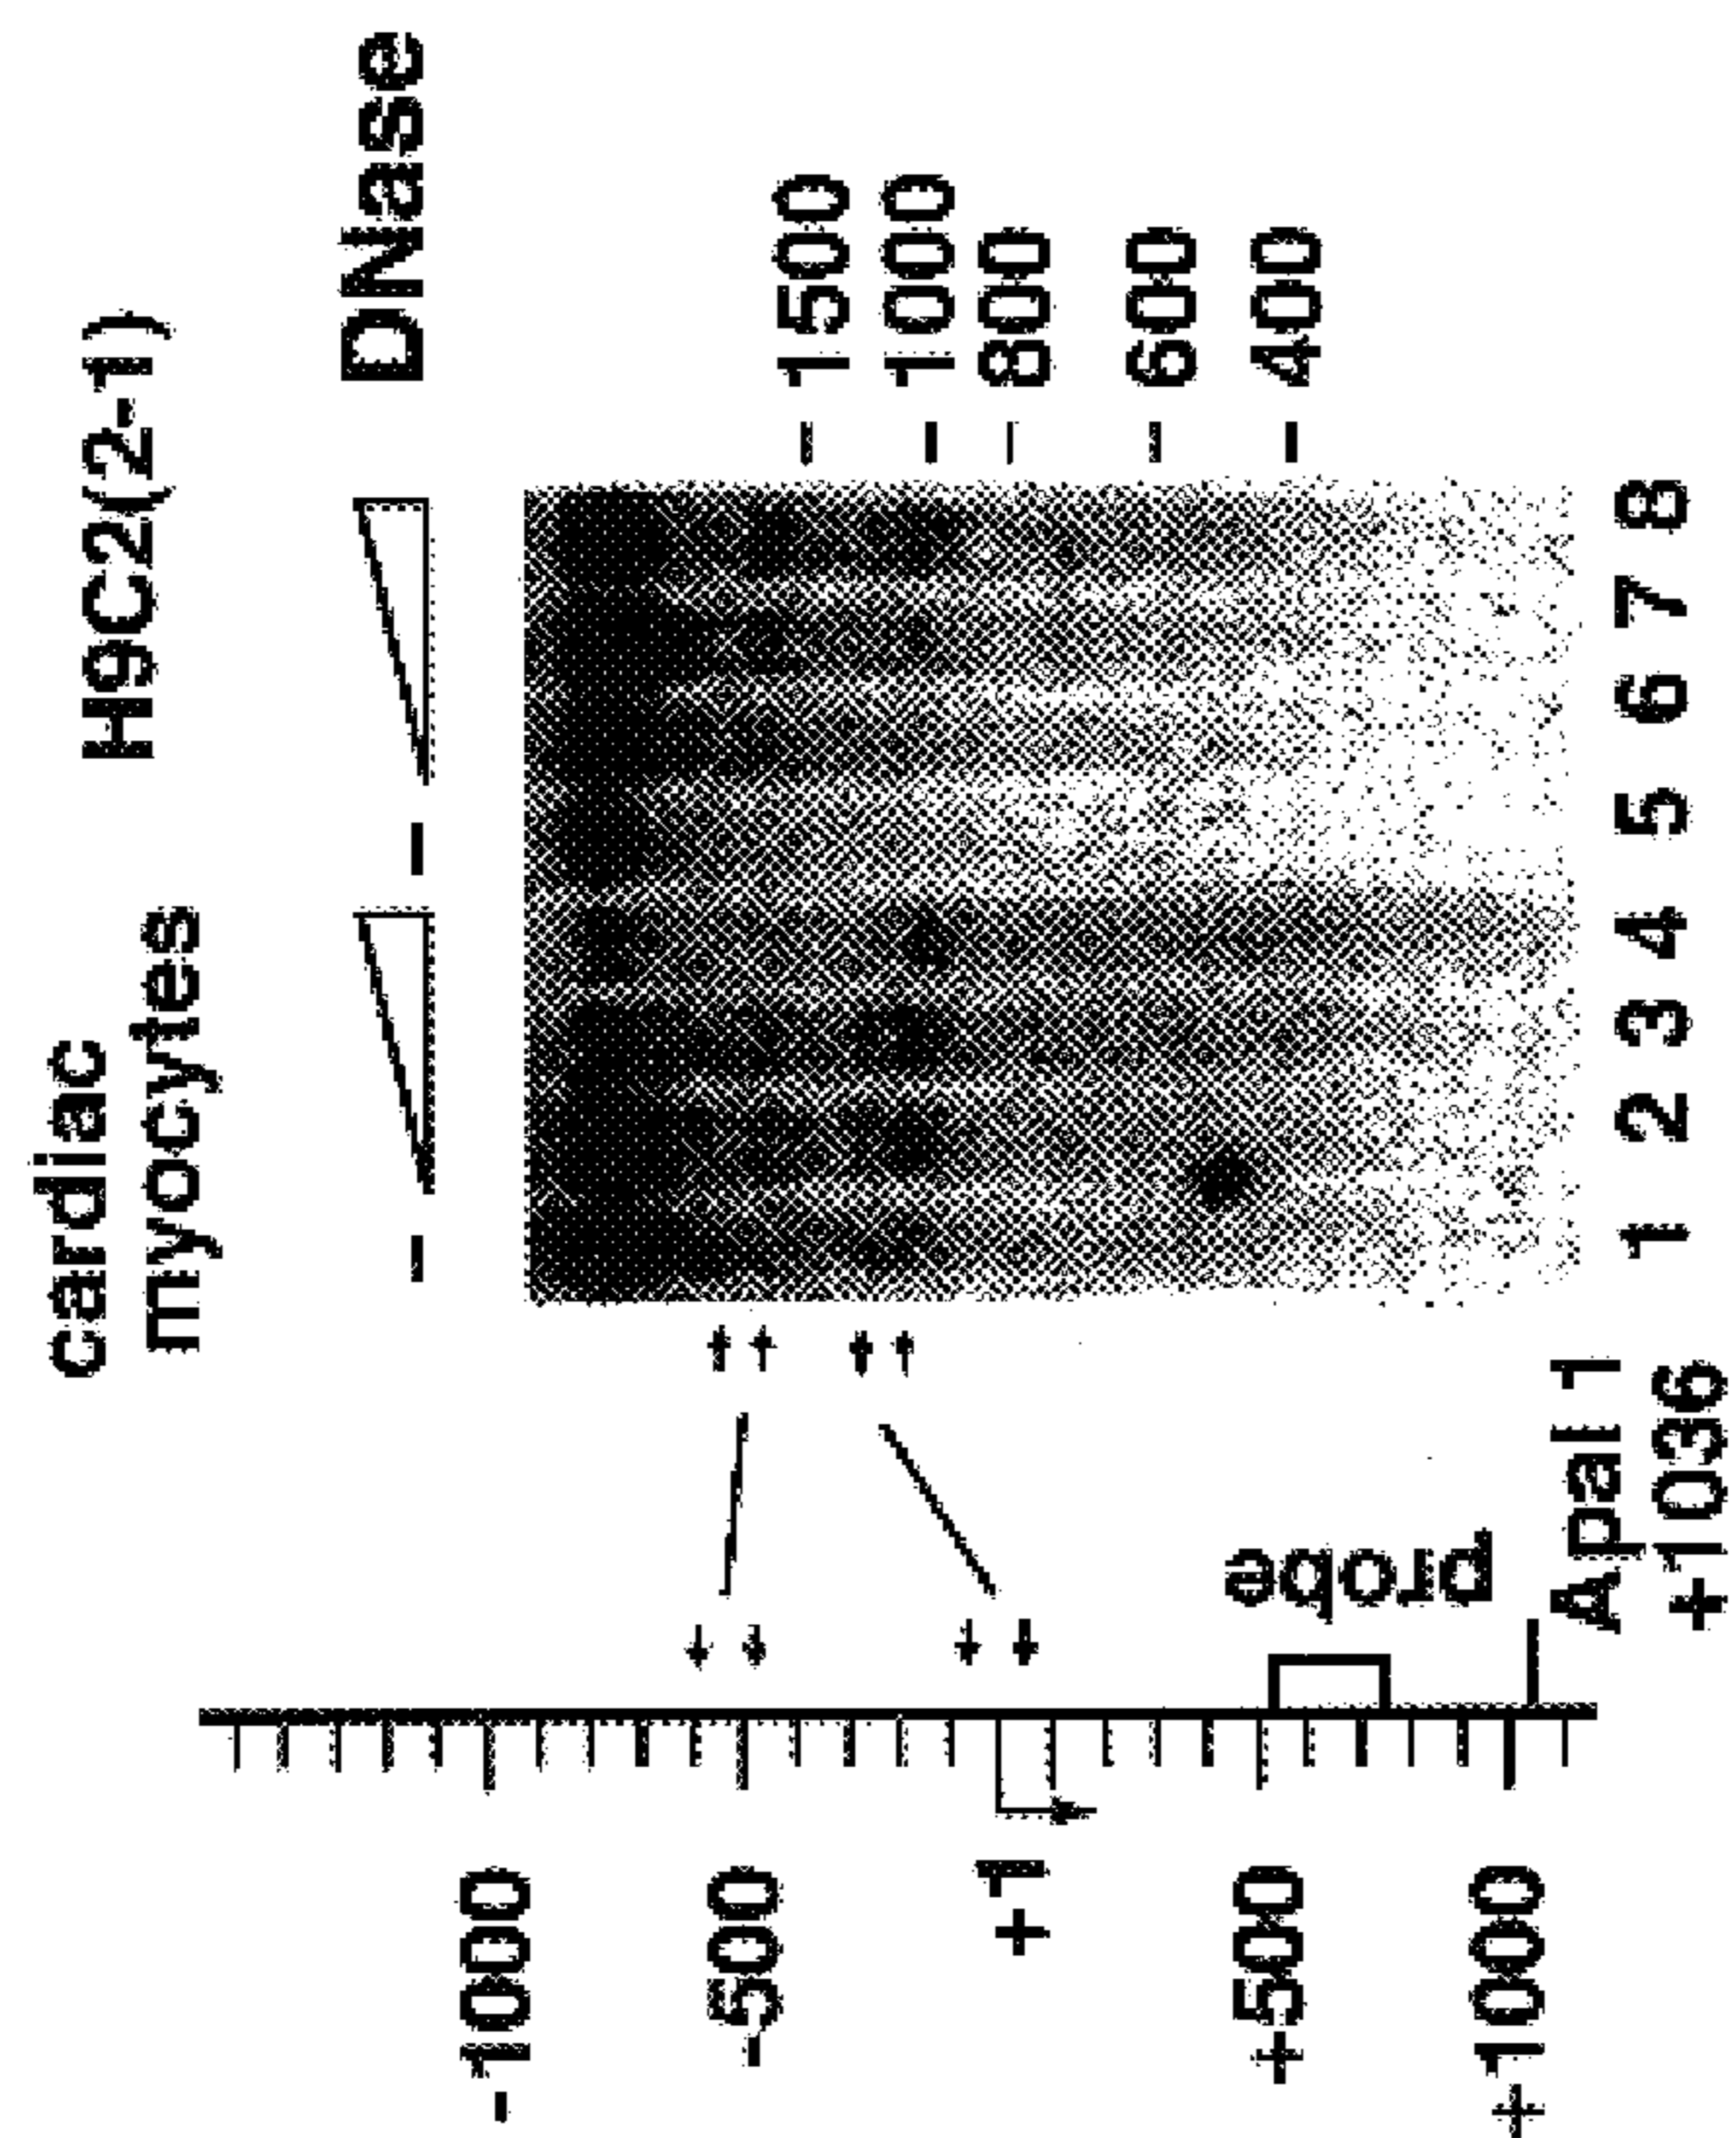 cardiac
myocytes
H9C2(2-1)
–
–
DNase
1500
1000
800
600
400
1 2 3 4 5 6 7 8
-1000
-500
+1
+500
+1000
probe
ApaI 1
+1036